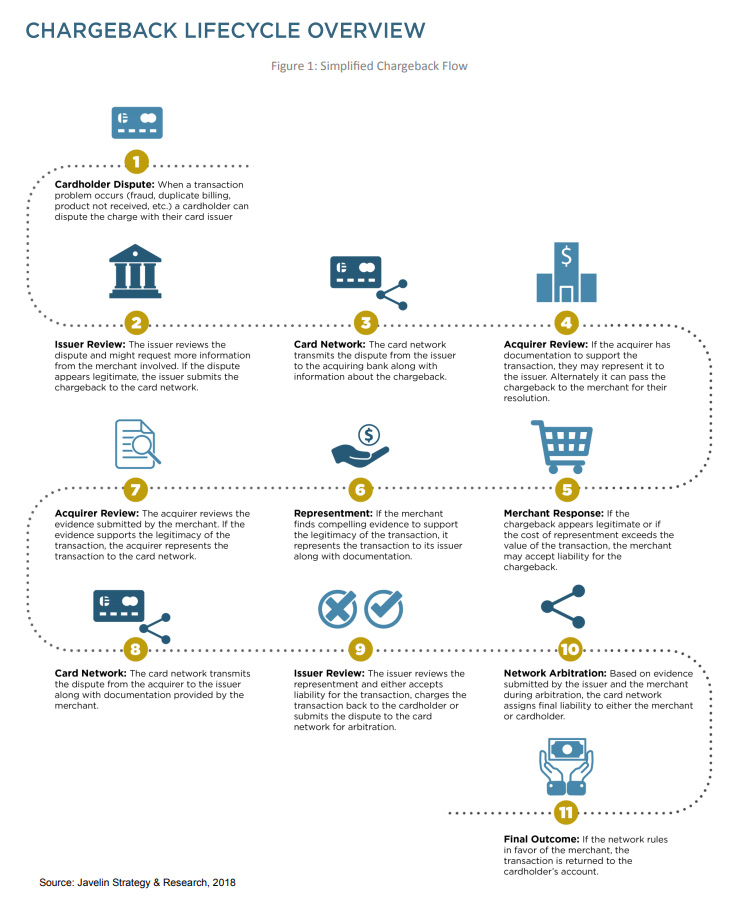 CHARGEBACK LIFECYCLE OVERVIEW
Figure 1: Simplified Chargeback Flow
1
Cardholder Dispute: When a transaction
problem occurs (fraud, duplicate billing,
product not received, etc.) a cardholder can
dispute the charge with their card issuer
2
Issuer Review: The issuer reviews the
dispute and might request more information
from the merchant involved. If the dispute
appears legitimate, the issuer submits the
chargeback to the card network.
3
Card Network: The card network
transmits the dispute from the issuer
to the acquiring bank along with
information about the chargeback.
$
4
Acquirer Review: If the acquirer has
documentation to support the
transaction, they may represent it to
the issuer. Alternately it can pass the
chargeback to the merchant for their
resolution.
5
Merchant Response: If the
chargeback appears legitimate or if
the cost of representment exceeds the
value of the transaction, the merchant
may accept liability for the
chargeback.
$
6
Representment: If the merchant
finds compelling evidence to support
the legitimacy of the transaction, it
represents the transaction to its issuer
along with documentation.
7
Acquirer Review: The acquirer reviews the
evidence submitted by the merchant. If the
evidence supports the legitimacy of the
transaction, the acquirer represents the
transaction to the card network.
8
Card Network: The card network transmits
the dispute from the acquirer to the issuer
along with documentation provided by the
merchant.
9
Issuer Review: The issuer reviews the
representment and either accepts
liability for the transaction, charges the
transaction back to the cardholder or
submits the dispute to the card
network for arbitration.
10
Network Arbitration: Based on evidence
submitted by the issuer and the merchant
during arbitration, the card network
assigns final liability to either the merchant
or cardholder.
11
Final Outcome: If the network rules
in favor of the merchant, the
transaction is returned to the
cardholder's account.
Source: Javelin Strategy & Research, 2018